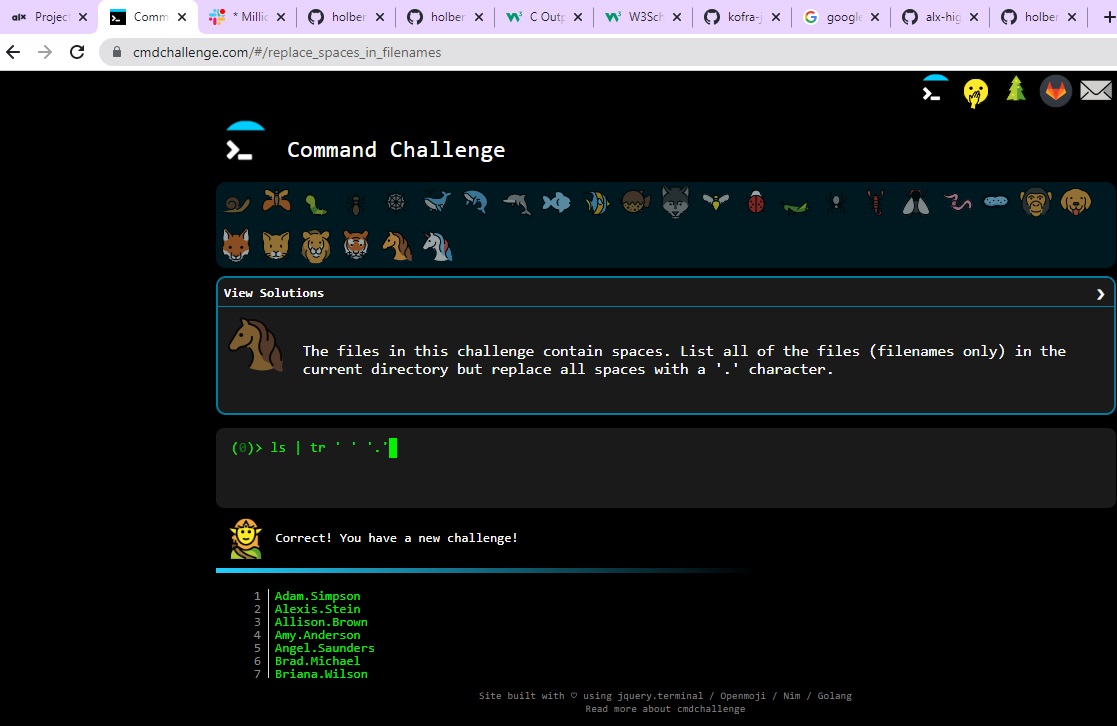 Project
Comm
* Millic
holber
holber
C Outp
W3Sch
kofra-j
google
alx-hig
holber
cmdchallenge.com/#/replace_spaces_in_filenames
Command Challenge
View Solutions
The files in this challenge contain spaces. List all of the files (filenames only) in the
current directory but replace all spaces with a '.' character.
(0)> ls | tr ' ' '.'
Correct! You have a new challenge!
1 Adam.Simpson
2 Alexis.Stein
3 Allison.Brown
4 Amy.Anderson
5 Angel.Saunders
6 Brad.Michael
7 Briana.Wilson
Site built with ♡ using jquery.terminal / Openmoji / Nim / Golang
Read more about cmdchallenge